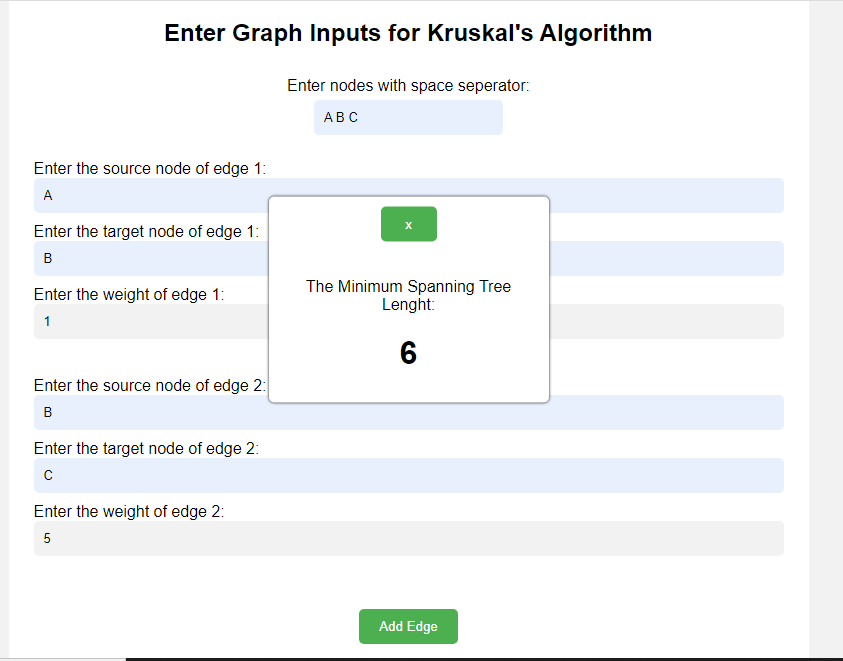 Enter Graph Inputs for Kruskal's Algorithm
Enter nodes with space seperator:
A B C
Enter the source node of edge 1:
A
Enter the target node of edge 1:
B
Enter the weight of edge 1:
1
x
The Minimum Spanning Tree
Lenght:
6
Enter the source node of edge 2:
B
Enter the target node of edge 2:
C
Enter the weight of edge 2:
5
Add Edge